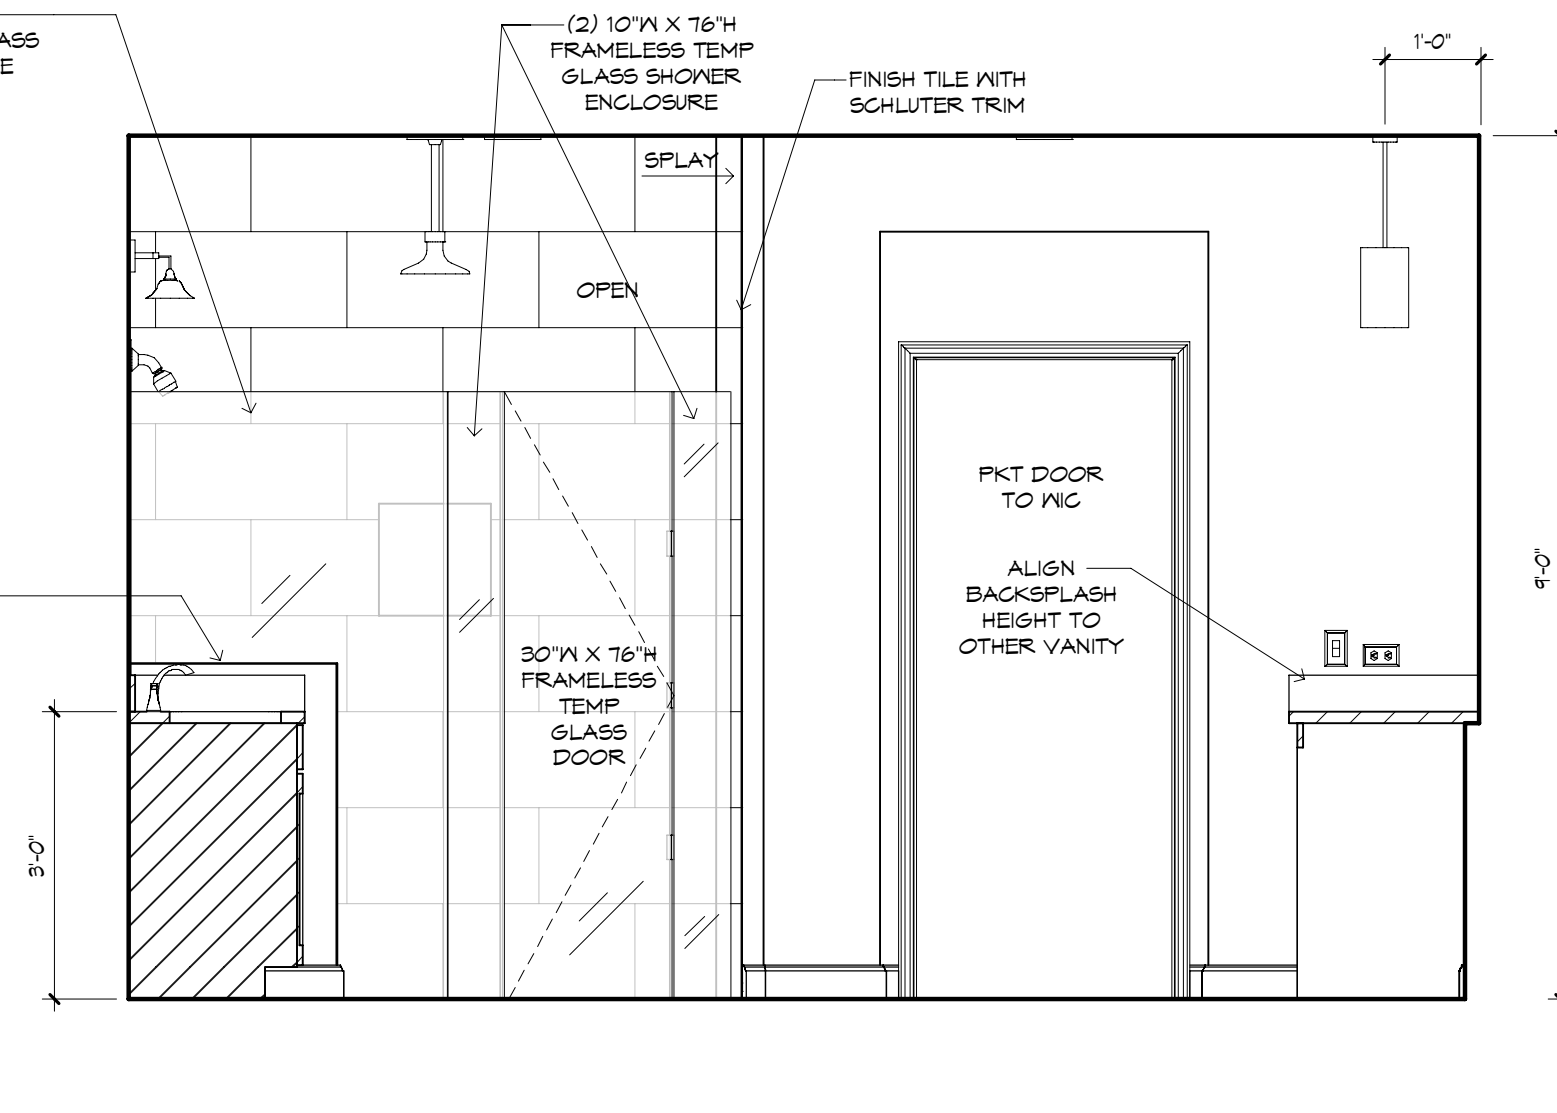 ASS
E
(2) 10"W X 76"H
FRAMELESS TEMP
GLASS SHOWER
ENCLOSURE
FINISH TILE WITH
SCHLUTER TRIM
1'-0"
SPLAY
OPEN
PKT DOOR
TO WIC
ALIGN
BACKSPLASH
HEIGHT TO
OTHER VANITY
9'-0"
30"W X 76"H
FRAMELESS
TEMP
GLASS
DOOR
3'-0"